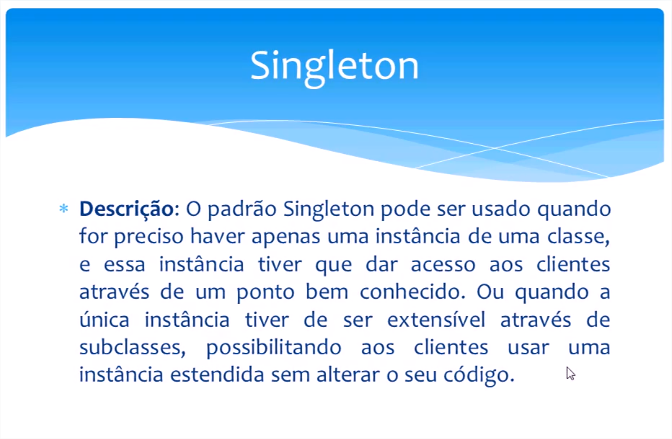 Singleton
* Descrição: O padrão Singleton pode ser usado quando
for preciso haver apenas uma instância de uma classe,
e essa instância tiver que dar acesso aos clientes
através de um ponto bem conhecido. Ou quando a
única instância tiver de ser extensível através de
subclasses, possibilitando aos clientes usar uma
instância estendida sem alterar o seu código.